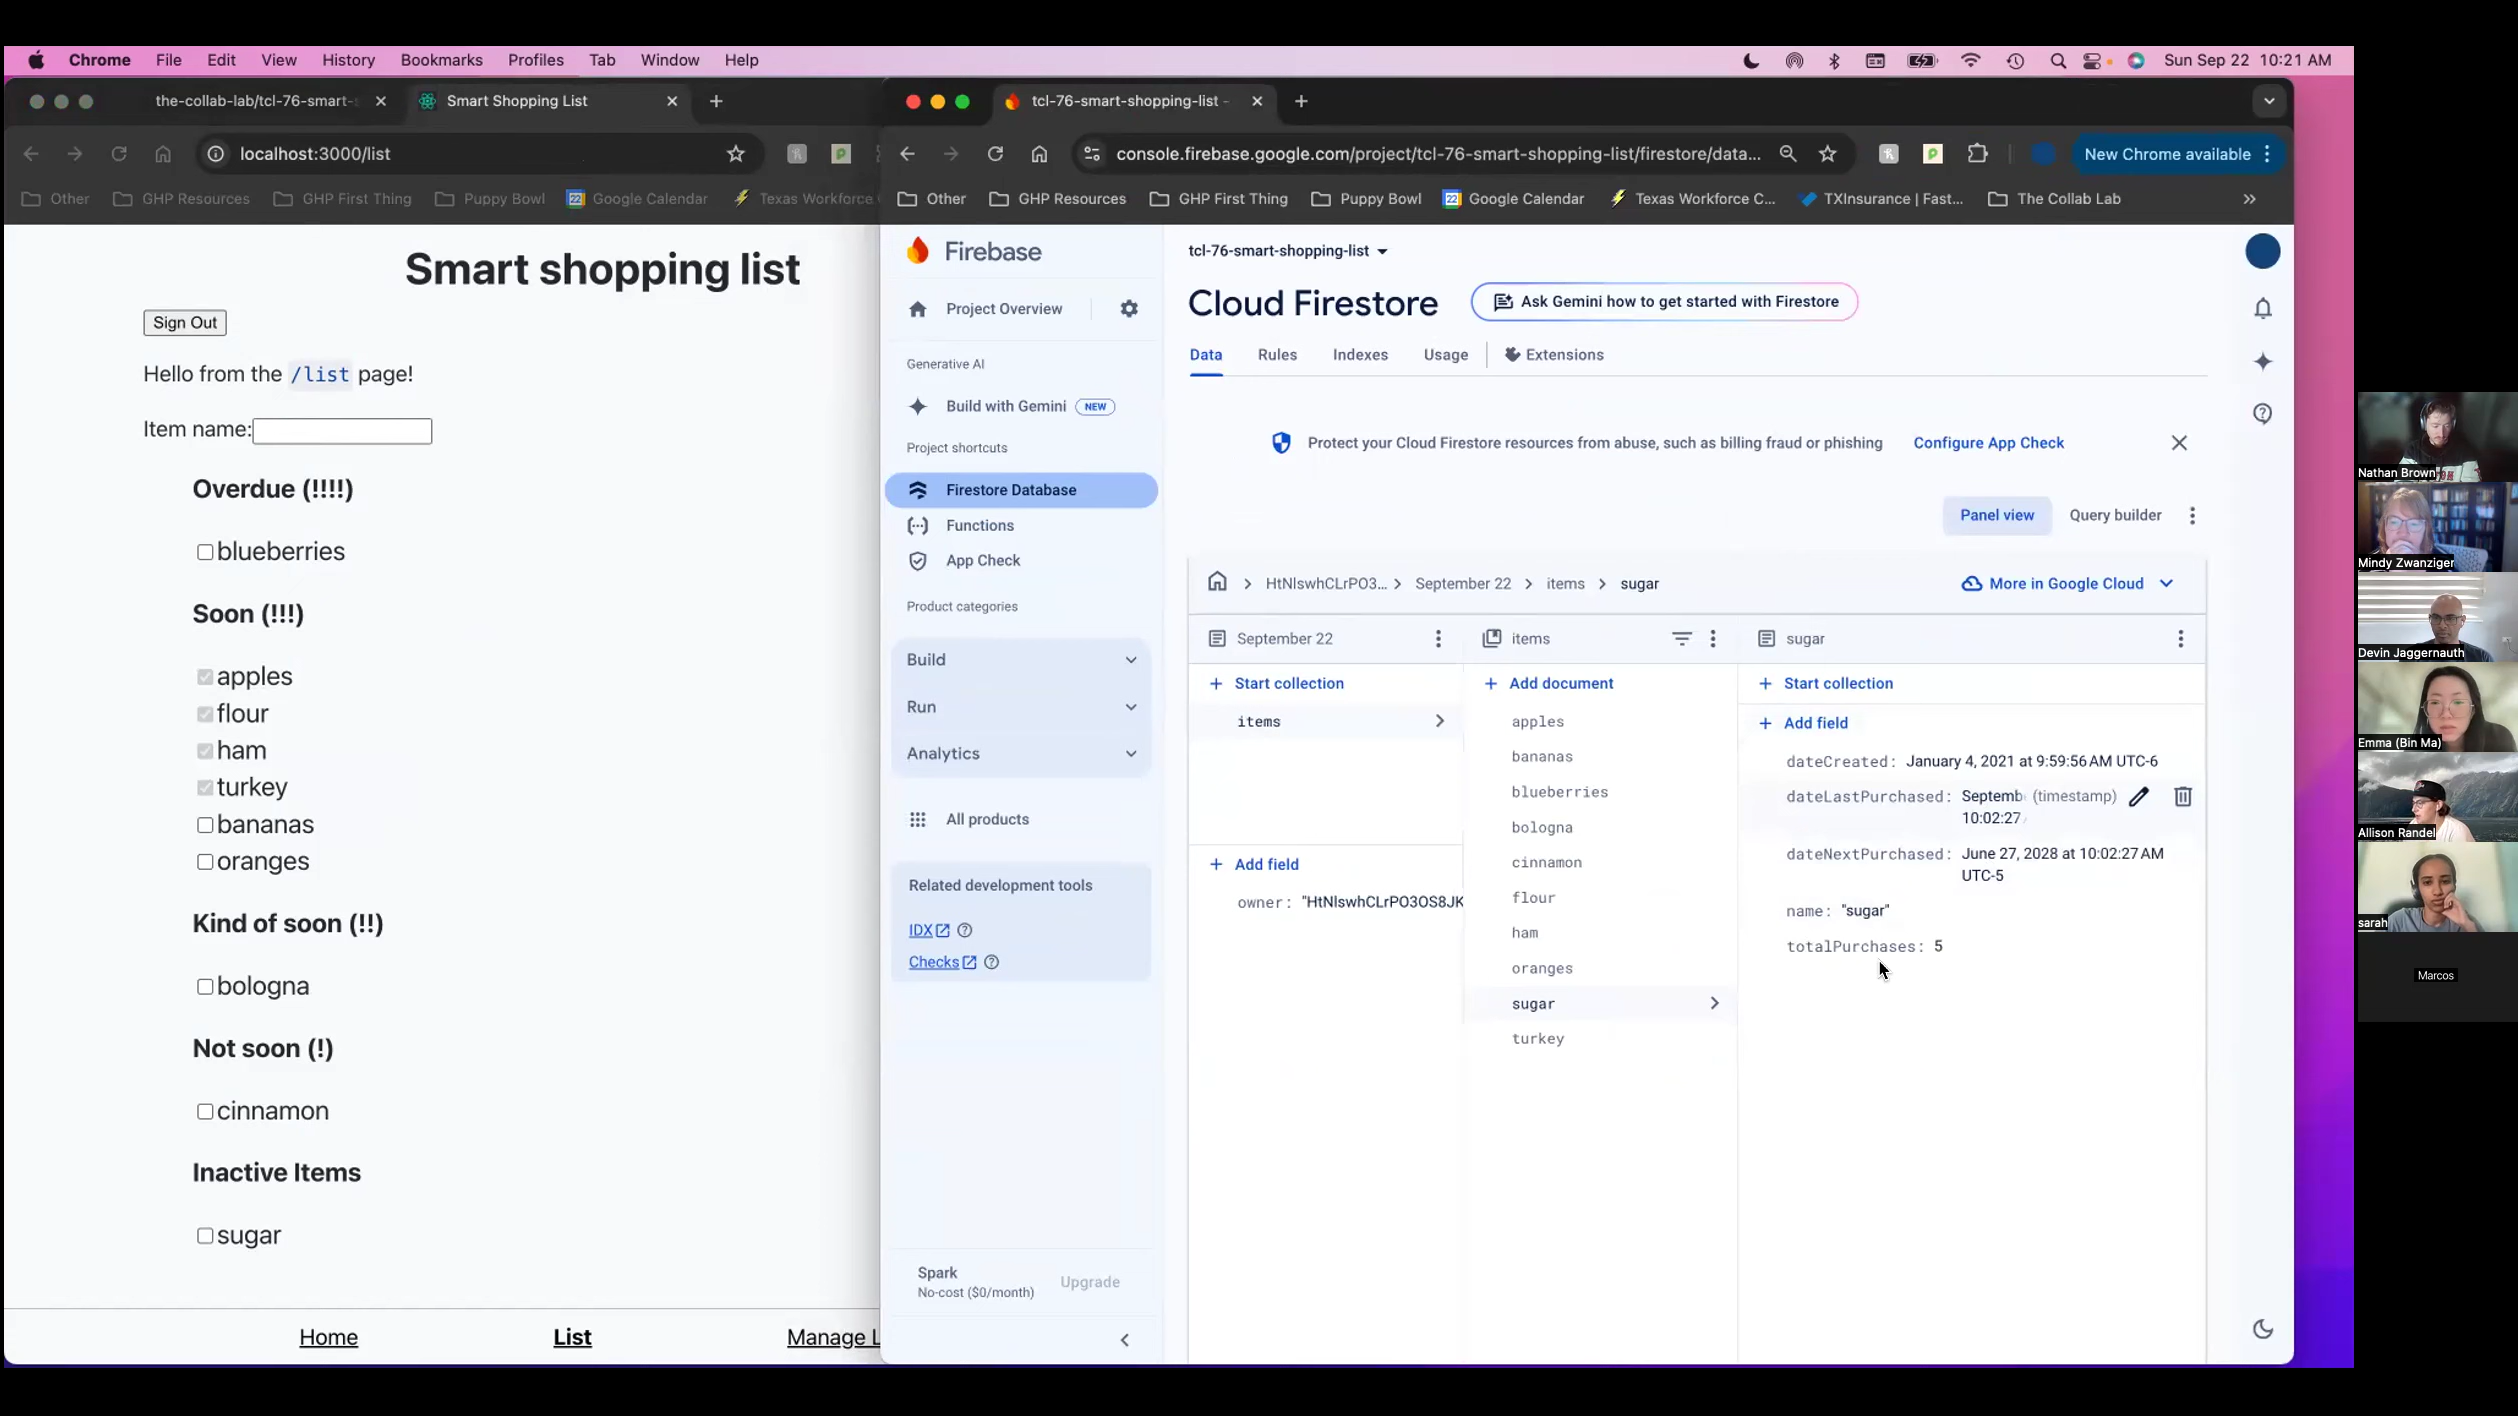 Chrome File Edit View History Bookmarks Profiles Tab Window Help
Sun Sep 22 10:21 AM
the-collab-lab/tcl-76-smart-s
Smart Shopping List
localhost:3000/list
Other GHP Resources GHP First Thing Puppy Bowl Google Calendar Texas Workforce
Smart shopping list
Sign Out
Hello from the /list page!
Item name:
Overdue (!!!!)
blueberries
Soon (!!!)
apples
flour
ham
turkey
bananas
oranges
Kind of soon (!!)
bologna
Not soon (!)
cinnamon
Inactive Items
sugar
Home List Manage L
tcl-76-smart-shopping-list -
console.firebase.google.com/project/tcl-76-smart-shopping-list/firestore/data...
New Chrome available
Other GHP Resources GHP First Thing Puppy Bowl Google Calendar Texas Workforce C... TXInsurance | Fast... The Collab Lab
Firebase
Project Overview
Generative AI
Build with Gemini NEW
Project shortcuts
Firestore Database
Functions
App Check
Product categories
Build
Run
Analytics
All products
Related development tools
IDX
Checks
Spark
No-cost ($0/month)
Upgrade
tcl-76-smart-shopping-list
Cloud Firestore
Ask Gemini how to get started with Firestore
Data Rules Indexes Usage Extensions
Protect your Cloud Firestore resources from abuse, such as billing fraud or phishing Configure App Check
Panel view Query builder
HtNlswhCLrPO3... > September 22 > items > sugar
More in Google Cloud
September 22
Start collection
items
Add field
owner: "HtNlswhCLrPO3OS8JK
items
Add document
apples
bananas
blueberries
bologna
cinnamon
flour
ham
oranges
sugar
turkey
sugar
Start collection
Add field
dateCreated: January 4, 2021 at 9:59:56 AM UTC-6
dateLastPurchased: Septemb (timestamp)
10:02:27
dateNextPurchased: June 27, 2028 at 10:02:27 AM
UTC-5
name: "sugar"
totalPurchases: 5
Nathan Brown
Mindy Zwanziger
Devin Jaggernauth
Emma (Bin Ma)
Allison Randel
sarah
Marcos